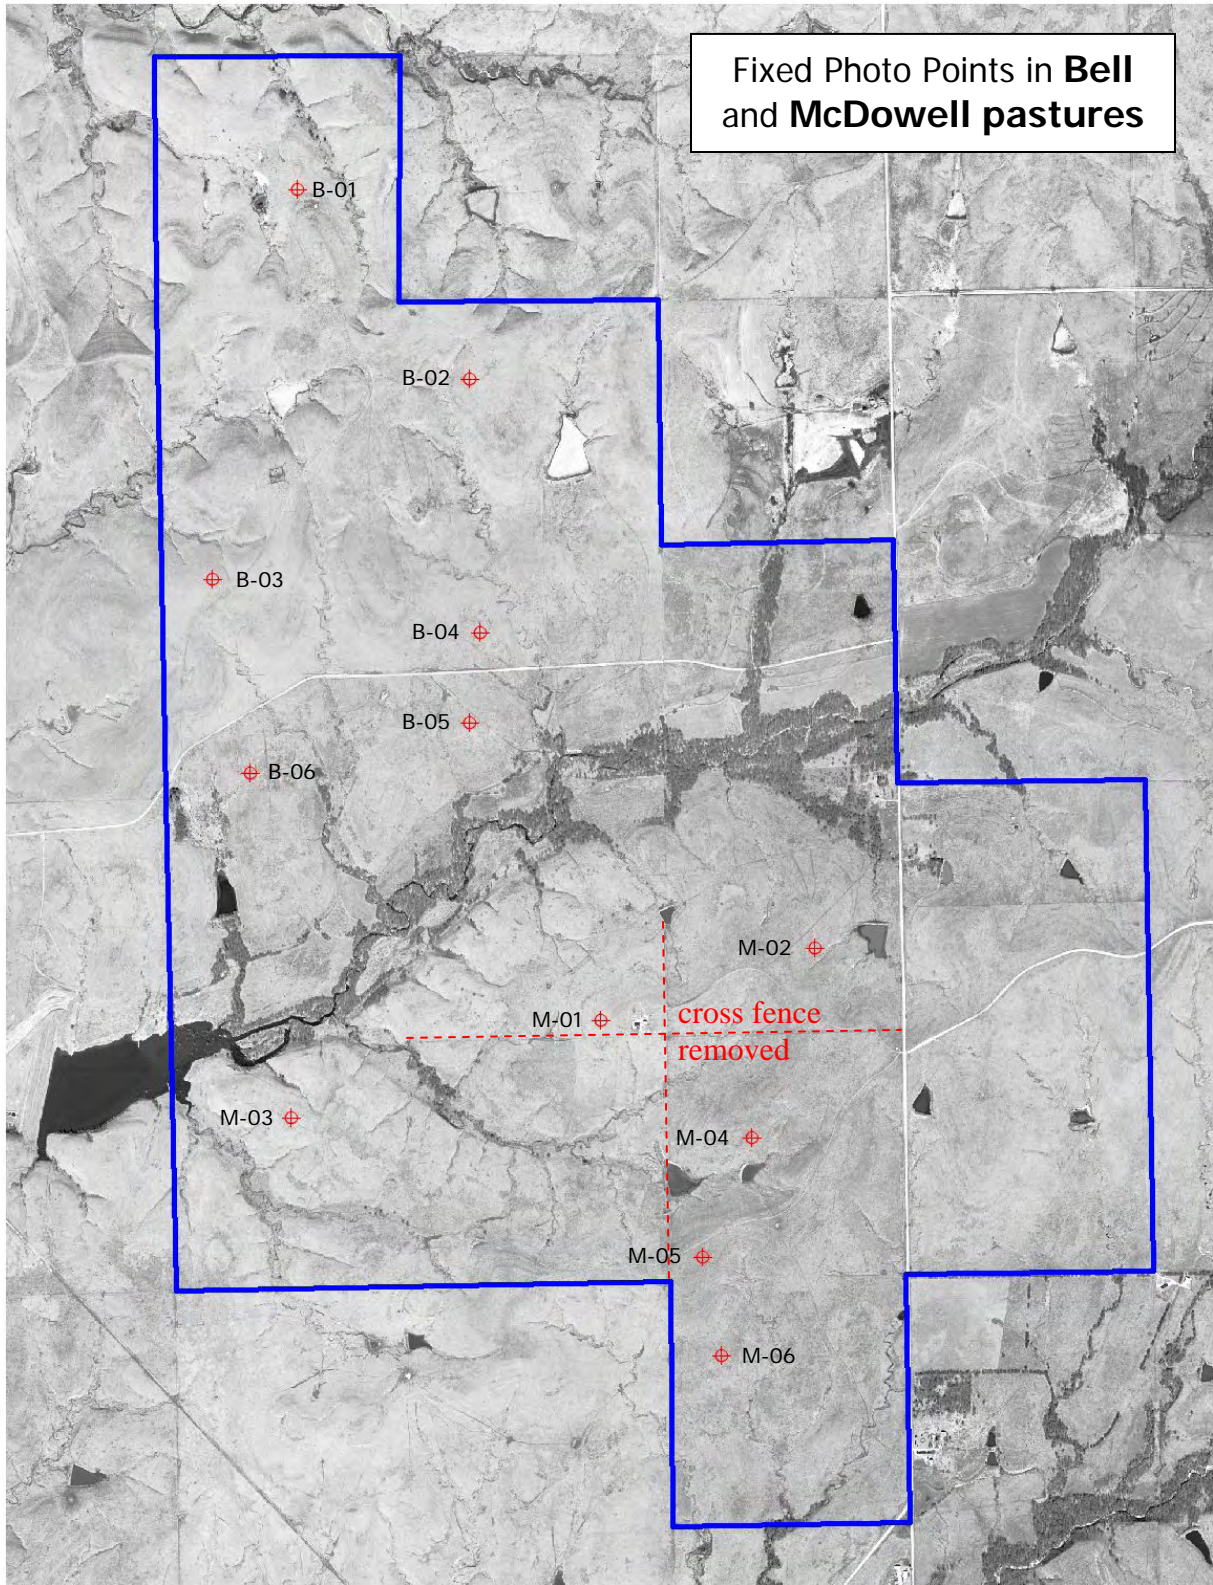 Fixed Photo Points in Bell
and McDowell pastures
B-01
B-02
B-03
B-04
B-05
B-06
M-02
M-01
cross fence
removed
M-03
M-04
M-05
M-06